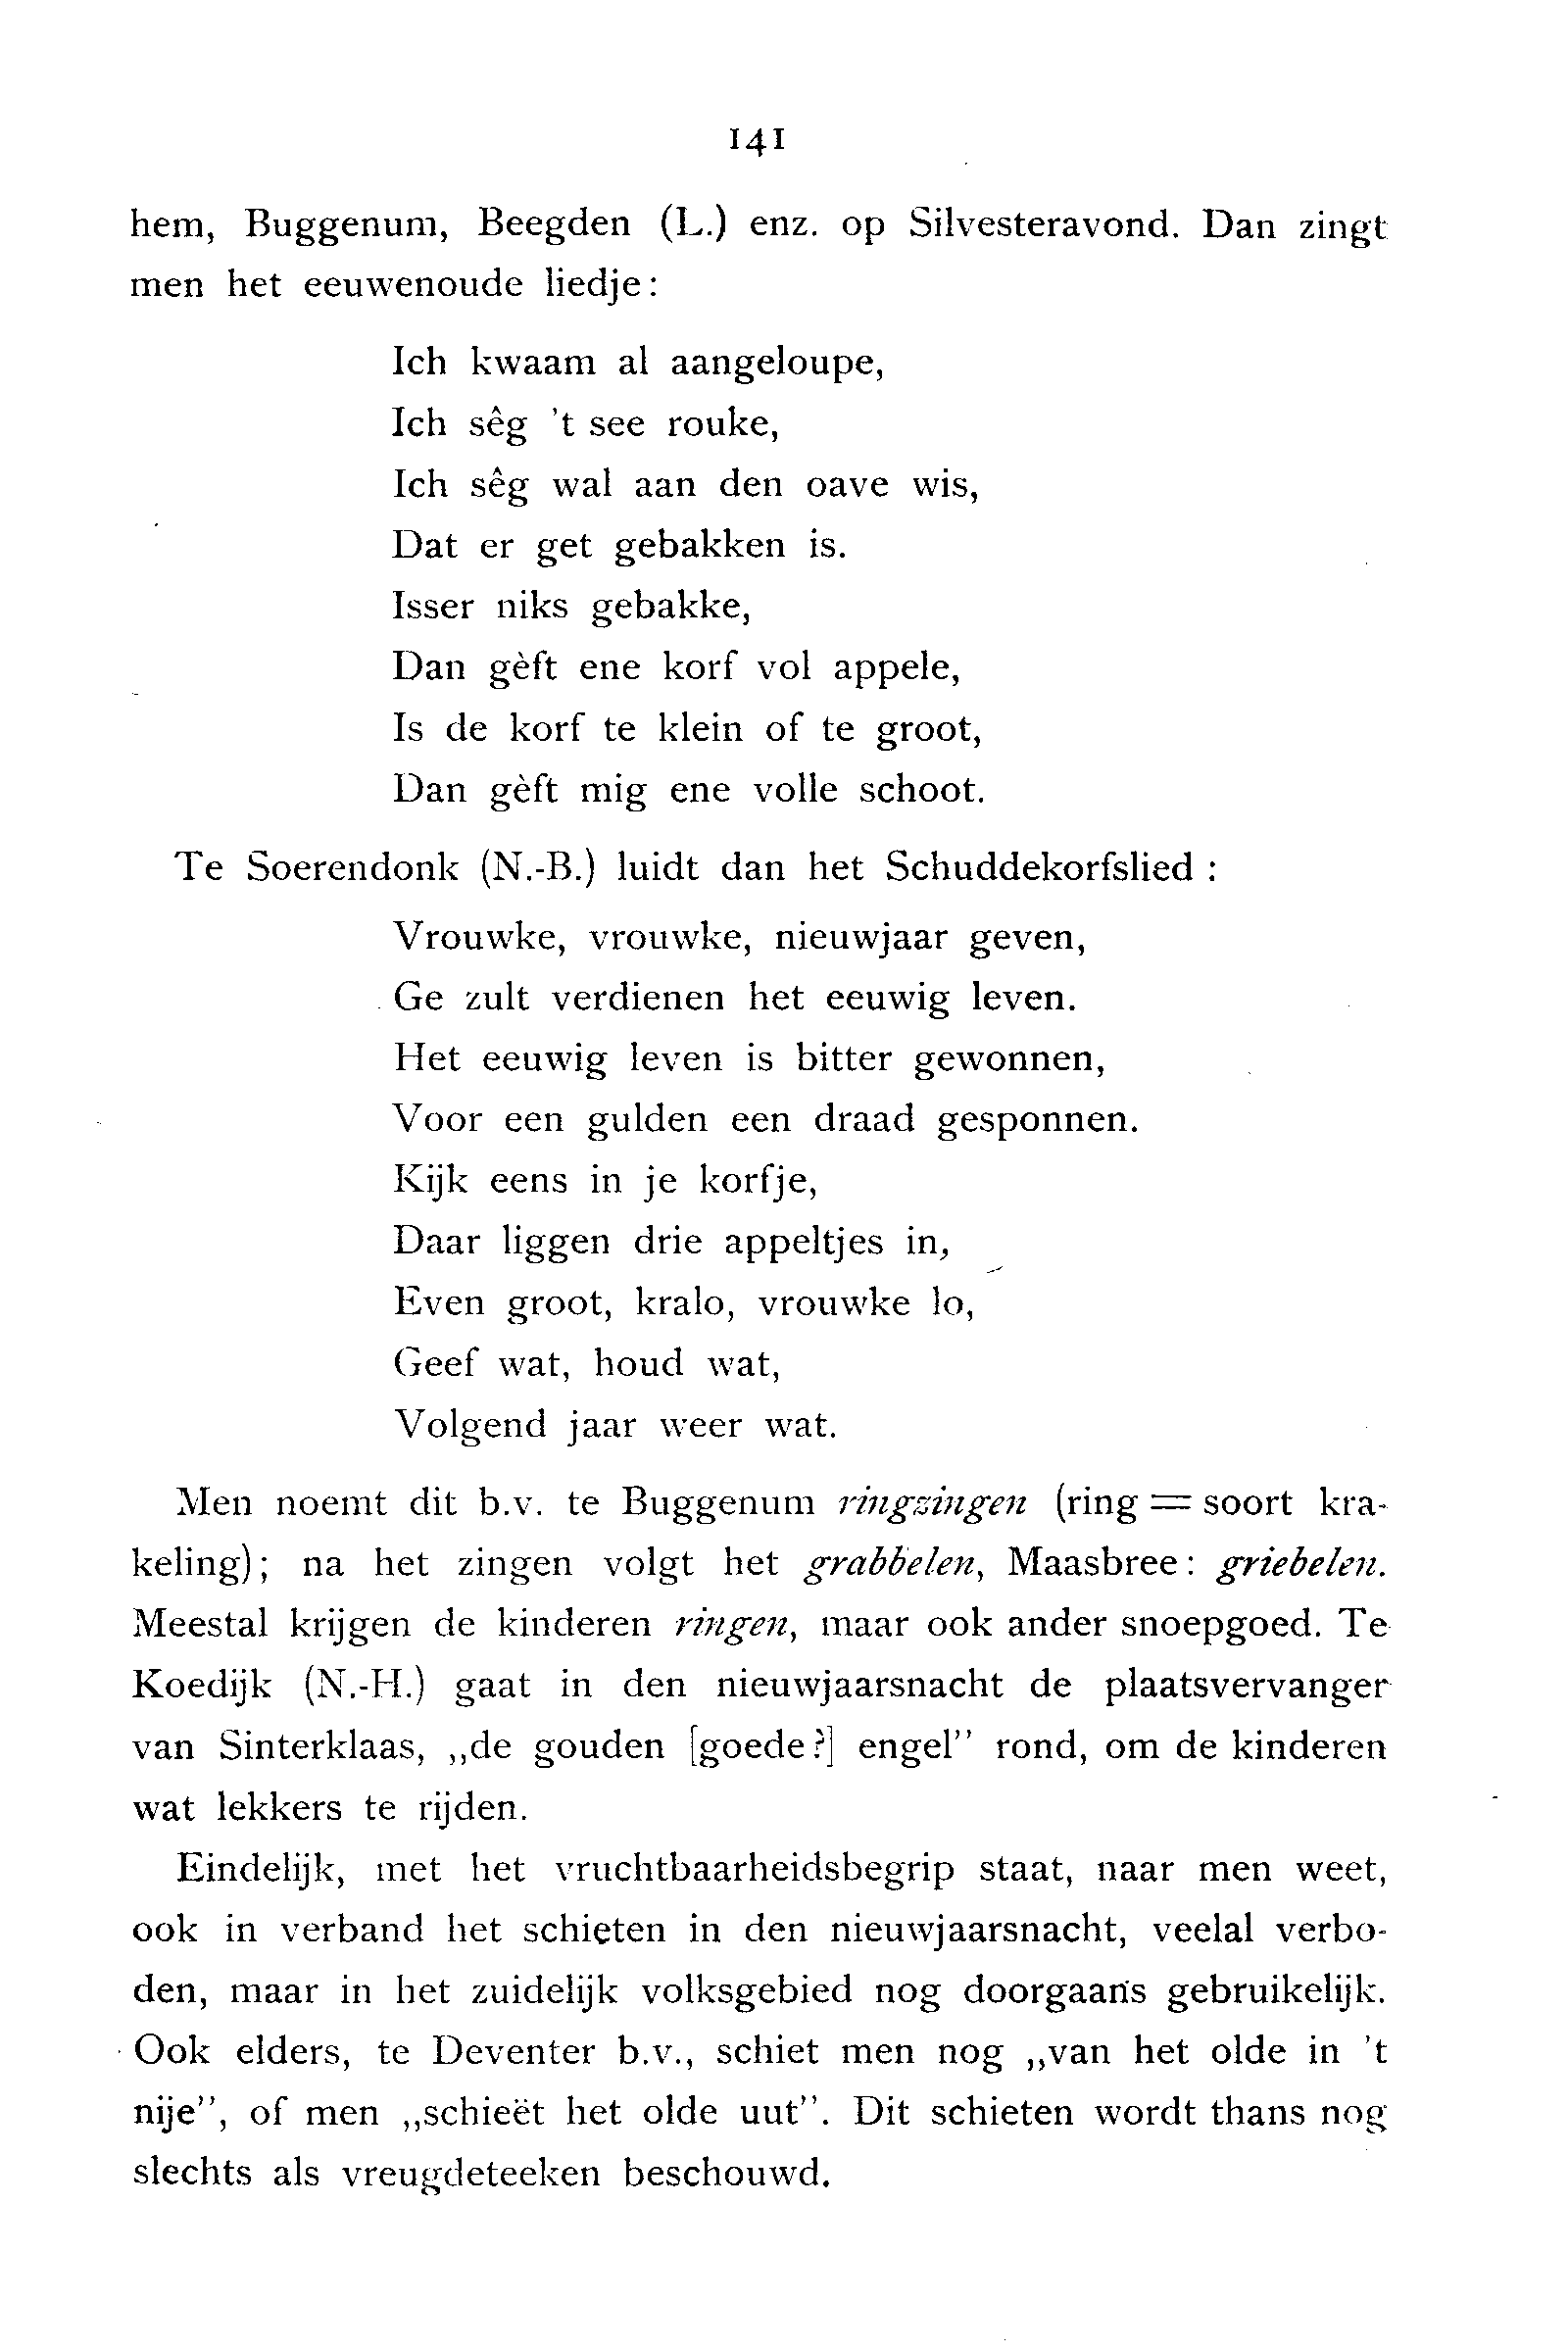 141
hem, Buggenum, Beegden (L.) enz. op Silvesteravond. Dan zingt
men het eeuwenoude liedje:
Ich kwaam al aangeloupe,
Ich sêg 't see rouke,
Ich sêg wal aan den oave wis,
Dat er get gebakken is.
Isser niks gebakke,
Dan gèft ene korf vol appele,
Is de korf te klein of te groot,
Dan gèft mig ene volle schoot.
Te Soerendonk (N.-B.) luidt dan het Schuddekorfslied :
Vrouwke, vrouwke, nieuwjaar geven,
Ge zult verdienen het eeuwig leven.
Het eeuwig leven is bitter gewonnen,
Voor een gulden een draad gesponnen.
Kijk eens in je korfje,
Daar liggen drie appeltjes in,
Even groot, kralo, vrouwke lo,
Geef wat, houd wat,
Volgend jaar weer wat.
Men noemt dit b.v. te Buggenum ringzingen (ring = soort kra-
keling); na het zingen volgt het grabbelen, Maasbree: griebelen.
Meestal krijgen de kinderen ringen, maar ook ander snoepgoed. Te
Koedijk (N.-H.) gaat in den nieuwjaarsnacht de plaatsvervanger
van Sinterklaas, „de gouden [goede?] engel” rond, om de kinderen
wat lekkers te rijden.
Eindelijk, met het vruchtbaarheidsbegrip staat, naar men weet,
ook in verband het schieten in den nieuwjaarsnacht, veelal verbo-
den, maar in het zuidelijk volksgebied nog doorgaans gebruikelijk.
Ook elders, te Deventer b.v., schiet men nog „van het olde in 't
nije”, of men „schieët het olde uut”. Dit schieten wordt thans nog
slechts als vreugdeteeken beschouwd.